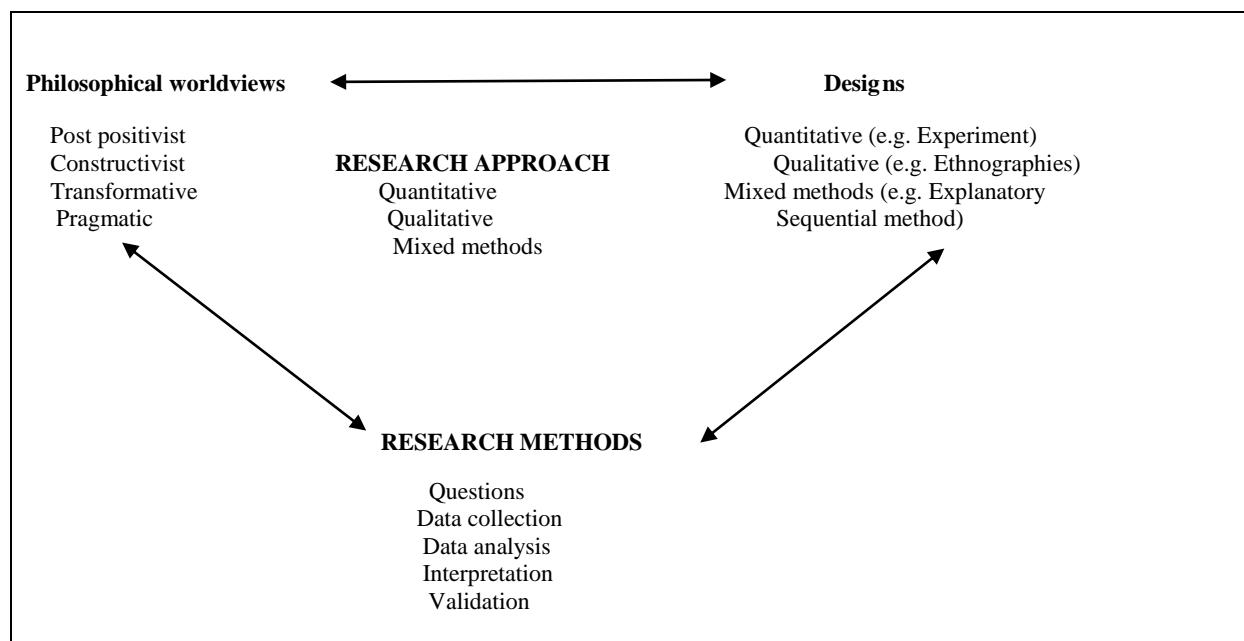 Philosophical worldviews
Designs
Post positivist
Constructivist
Transformative
Pragmatic
RESEARCH APPROACH
Quantitative
Qualitative
Mixed methods
Quantitative (e.g. Experiment)
Qualitative (e.g. Ethnographies)
Mixed methods (e.g. Explanatory
Sequential method)
RESEARCH METHODS
Questions
Data collection
Data analysis
Interpretation
Validation